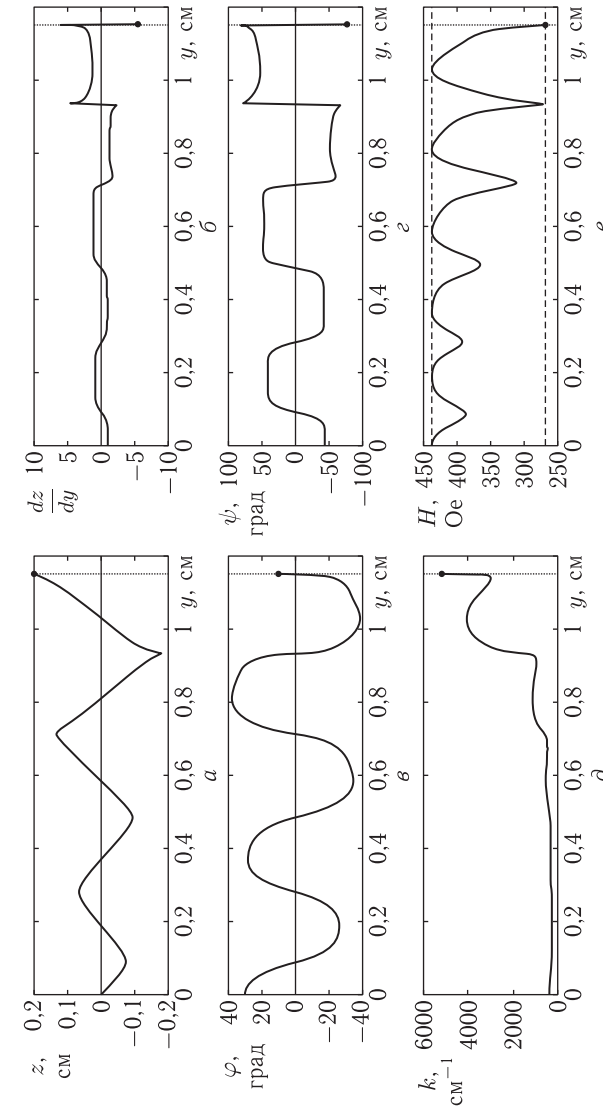 z,
см
0,2
0,1
0
−0,1
−0,2
0 0,2 0,4 0,6 0,8 1 y, см
а
dz
dy
10
5
0
−5
−10
0 0,2 0,4 0,6 0,8 1 y, см
б
φ,
град
40
20
0
−20
−40
0 0,2 0,4 0,6 0,8 1 y, см
в
ψ,
град
100
50
0
−50
−100
0 0,2 0,4 0,6 0,8 1 y, см
г
k,
см⁻¹
6000
4000
2000
0
0 0,2 0,4 0,6 0,8 1 y, см
д
H,
Ое
450
400
350
300
250
0 0,2 0,4 0,6 0,8 1 y, см
е